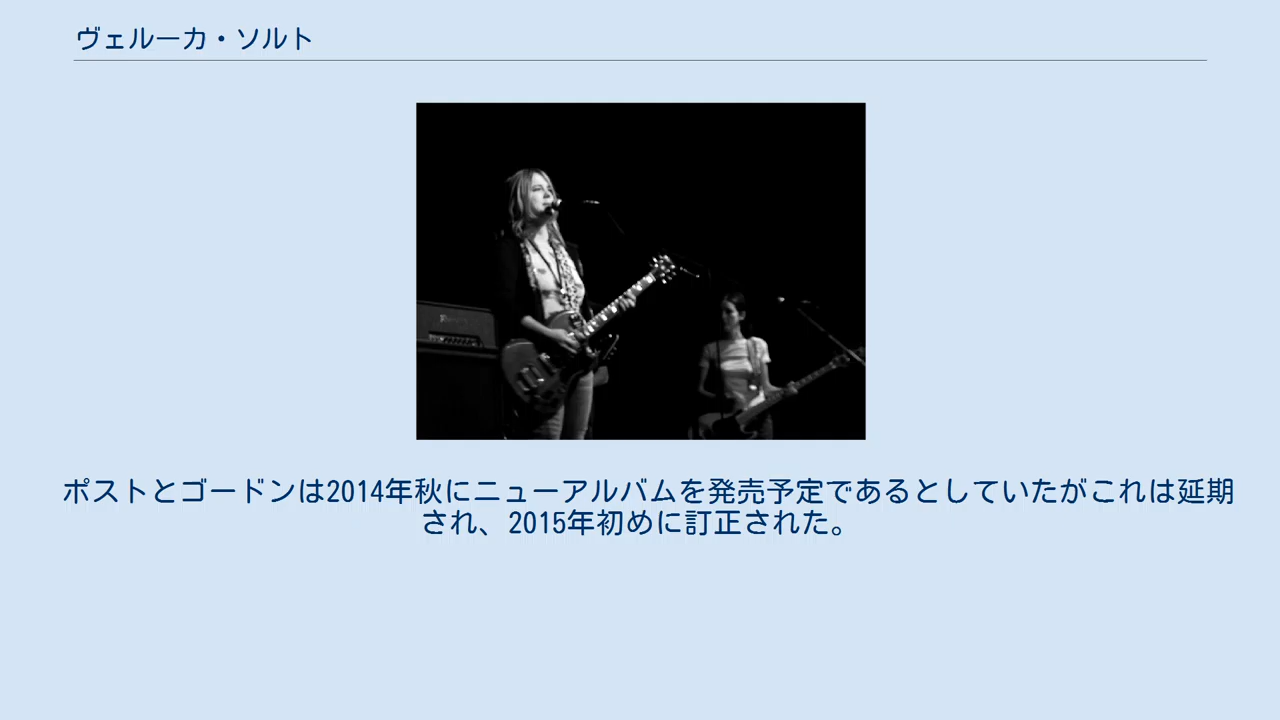 ヴェルーカ・ソルト
ポストとゴードンは2014年秋にニューアルバムを発売予定であるとしていたがこれは延期
され、2015年初めに訂正された。